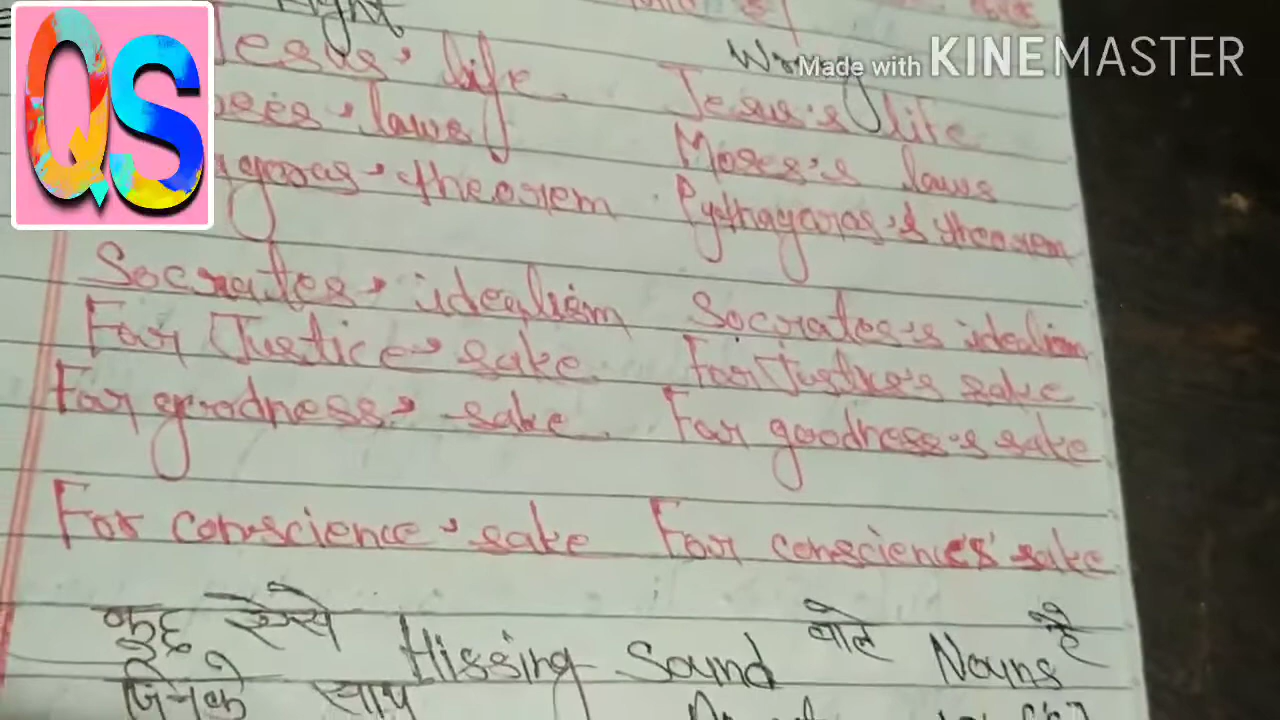 Right Wrong
Made with KINEMASTER
QS
life. Jesus's life
laws Moses's laws
theorem Pythagoras's theorem
Socrates' idealism Socrates's idealism
For Justice' sake For Justice's sake
For goodness' sake. For goodness's sake
For conscience' sake For conscience's sake
कुछ ऐसे Hissing Sound वाले Nouns है
जिनके साथ